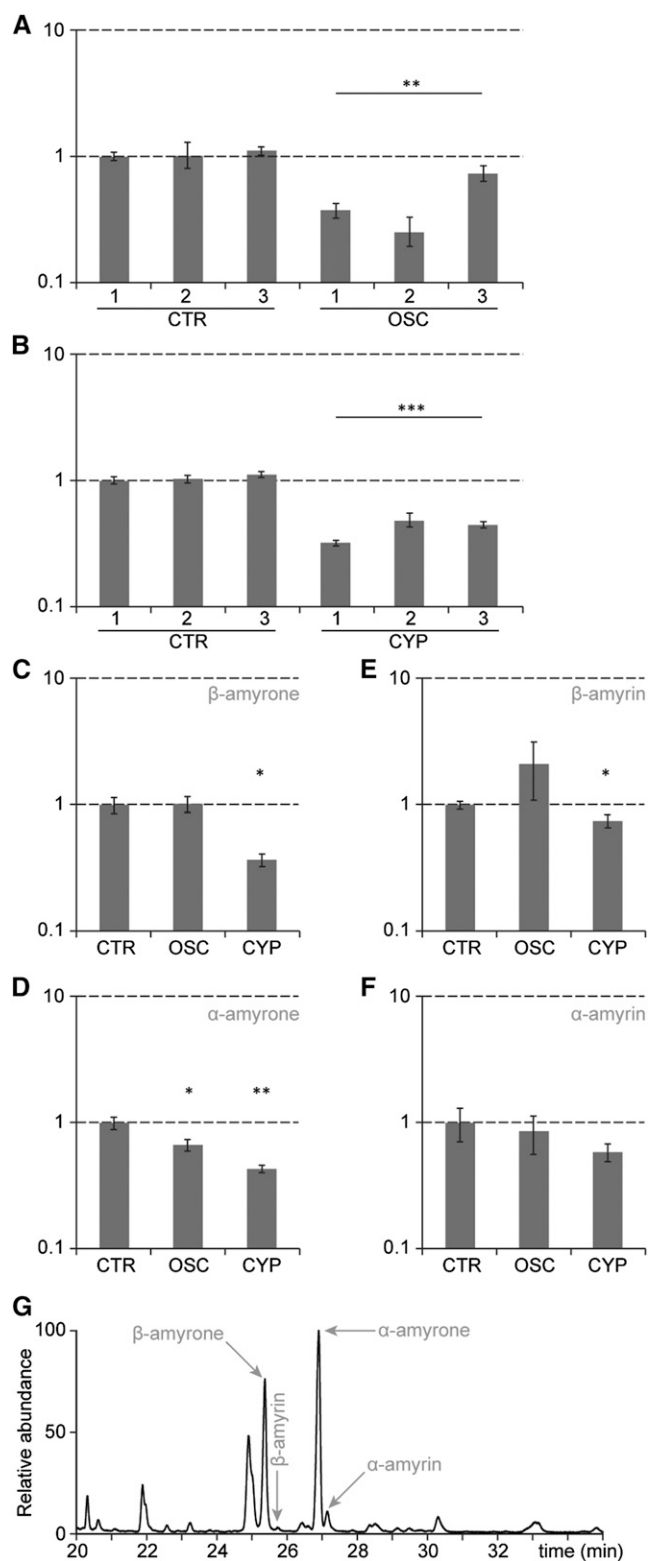 A
10
**
1
0.1
1 2 3 1 2 3
CTR OSC
B
10
***
1
0.1
1 2 3 1 2 3
CTR CYP
C
10
β-amyrone
*
1
0.1
CTR OSC CYP
E
10
β-amyrin
*
1
0.1
CTR OSC CYP
D
10
α-amyrone
* **
1
0.1
CTR OSC CYP
F
10
α-amyrin
1
0.1
CTR OSC CYP
G
100
50
0
Relative abundance
β-amyrone
β-amyrin
α-amyrone
α-amyrin
20 22 24 26 28 30 32 time (min)